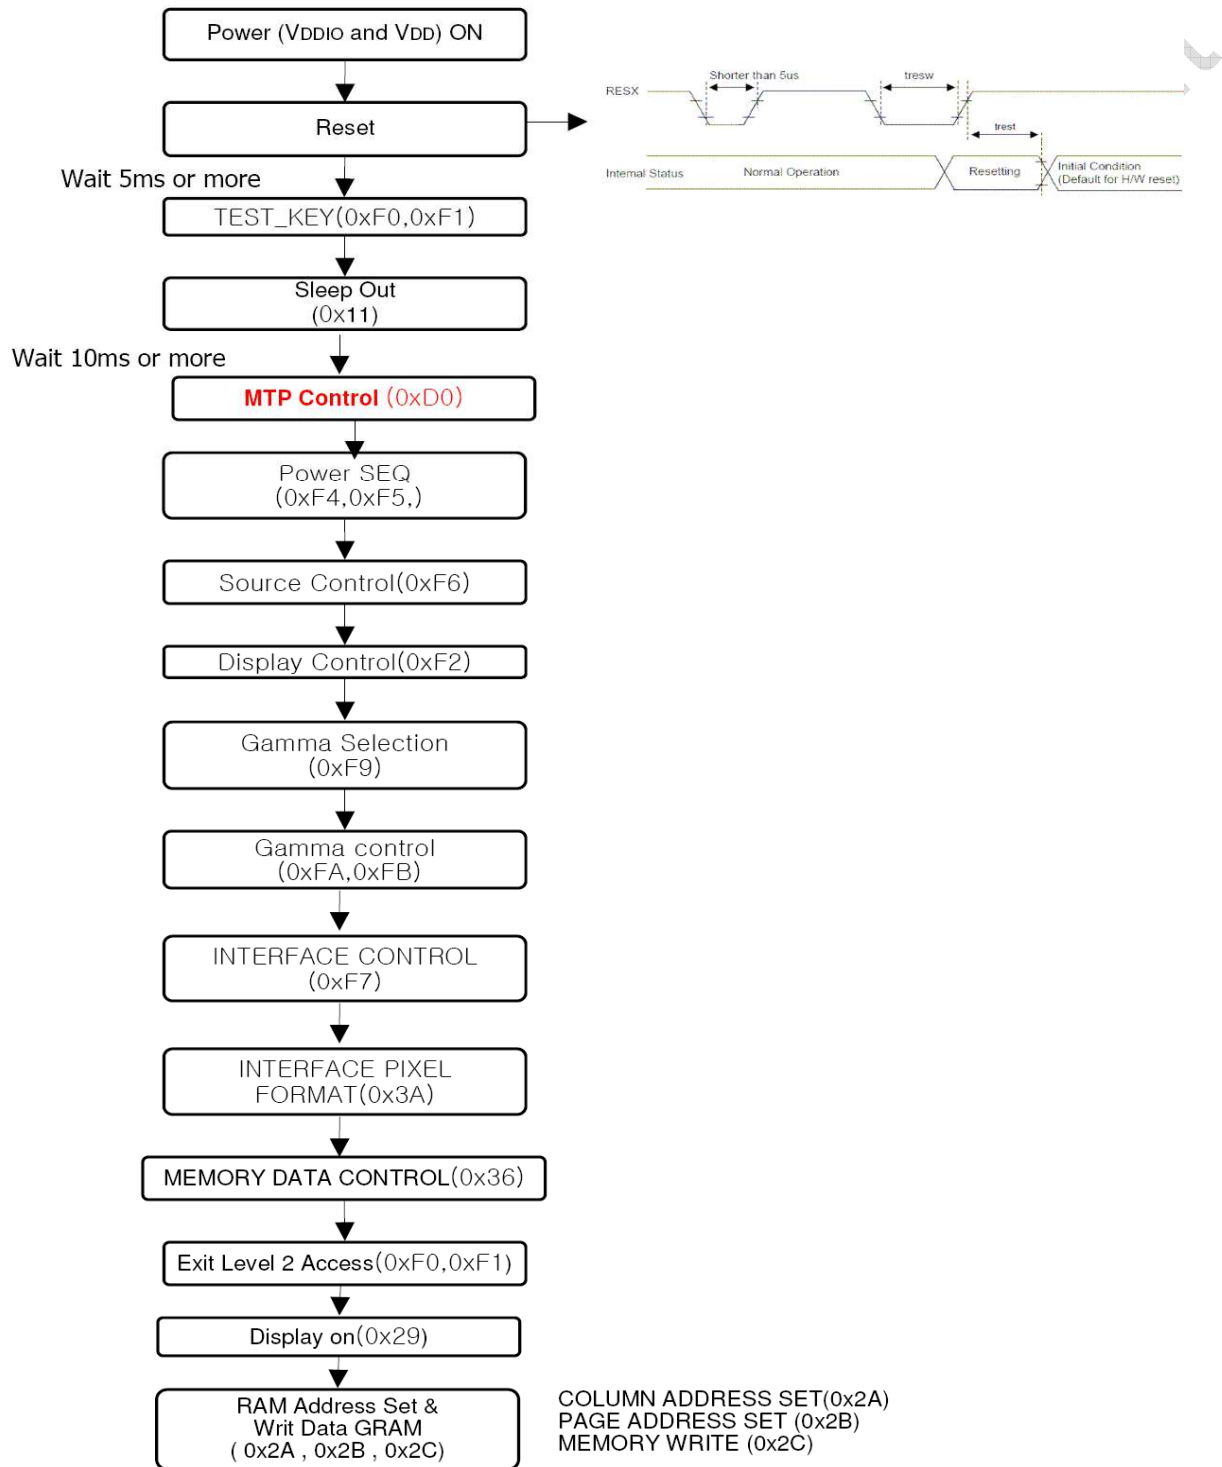 Power (VDDIO and VDD) ON
Reset
Shorter than 5us
tresw
RESX
trest
Internal Status
Normal Operation
Resetting
Initial Condition
(Default for H/W reset)
Wait 5ms or more
TEST_KEY(0xF0,0xF1)
Sleep Out
(0x11)
Wait 10ms or more
MTP Control (0xD0)
Power SEQ
(0xF4,0xF5,)
Source Control(0xF6)
Display Control(0xF2)
Gamma Selection
(0xF9)
Gamma control
(0xFA,0xFB)
INTERFACE CONTROL
(0xF7)
INTERFACE PIXEL
FORMAT(0x3A)
MEMORY DATA CONTROL(0x36)
Exit Level 2 Access(0xF0,0xF1)
Display on(0x29)
RAM Address Set &
Writ Data GRAM
( 0x2A , 0x2B , 0x2C)
COLUMN ADDRESS SET(0x2A)
PAGE ADDRESS SET (0x2B)
MEMORY WRITE (0x2C)